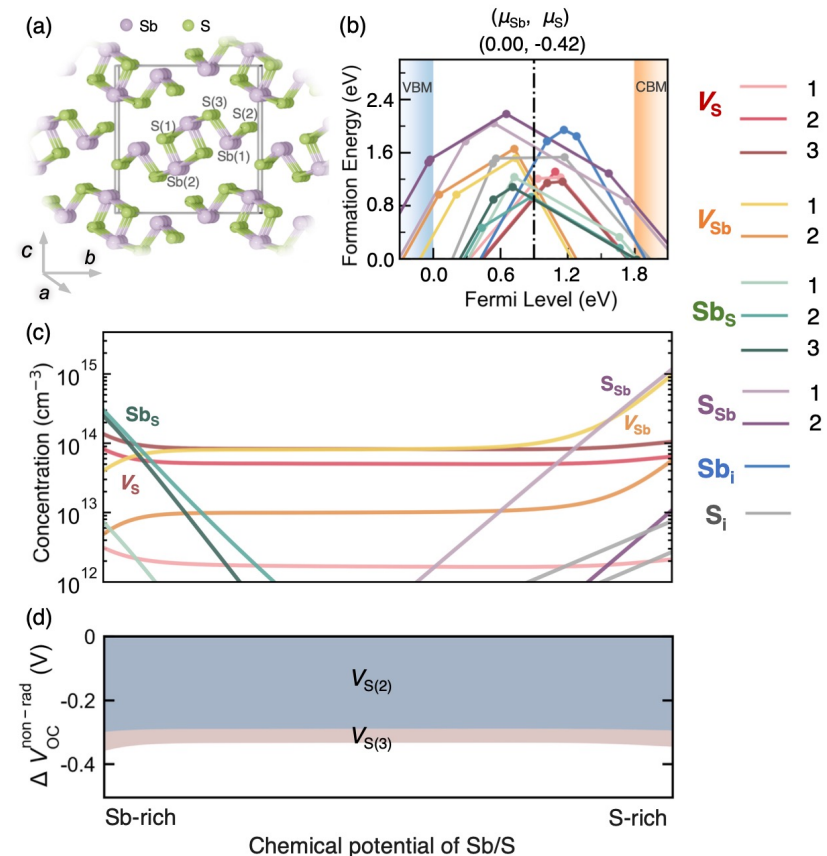 (a)
Sb
S
S(3)
S(2)
S(1)
Sb(1)
Sb(2)
c
b
a
(b)
(μSb, μS)
(0.00, -0.42)
VBM
CBM
Formation Energy (eV)
2.4
1.6
0.8
0.0
0.0 0.6 1.2 1.8
Fermi Level (eV)
VS
1
2
3
VSb
1
2
SbS
1
2
3
SSb
1
2
Sbi
Si
(c)
Concentration (cm−3)
10^15
10^14
10^13
10^12
SbS
VS
SSb
VSb
(d)
Δ VOC^non−rad (V)
0
-0.2
-0.4
VS(2)
VS(3)
Sb-rich
S-rich
Chemical potential of Sb/S